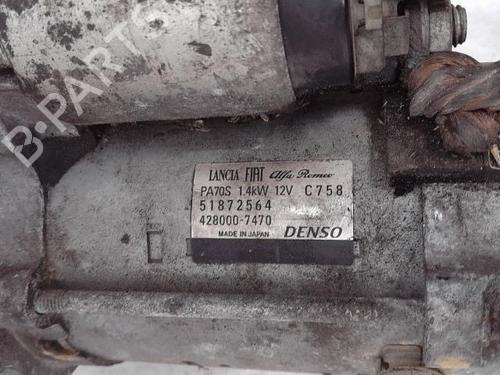 B-PARTS
LANCIA FIAT Alfa Romeo
PA70S 1.4kW 12V C758
51872564
428000-7470
MADE IN JAPAN DENSO